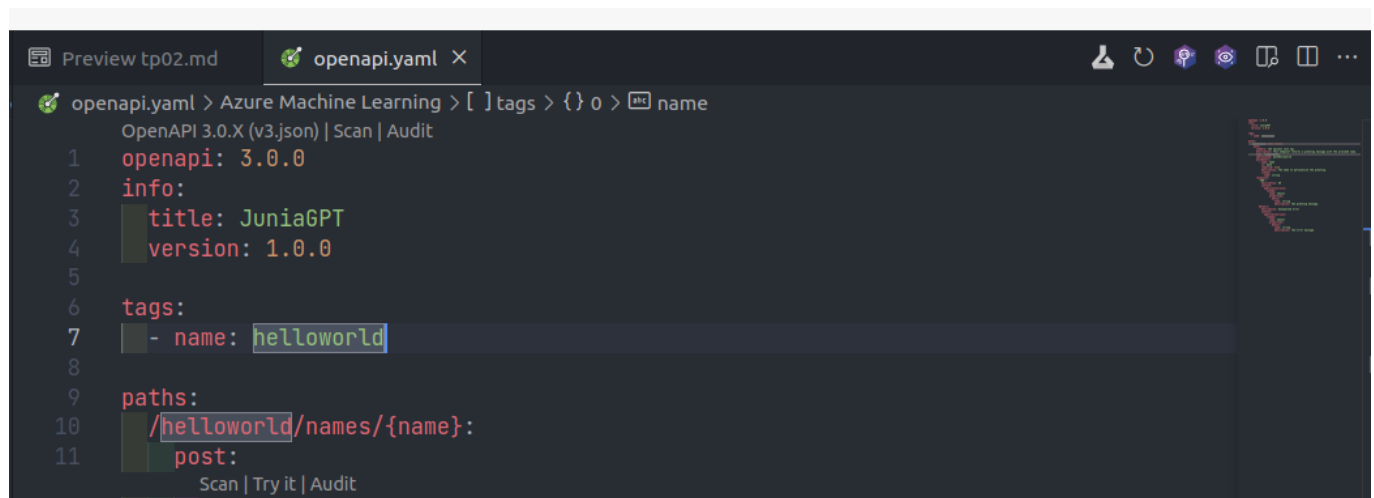 Preview tp02.md openapi.yaml
openapi.yaml > Azure Machine Learning > [ ] tags > {} 0 > abc name
OpenAPI 3.0.X (v3.json) | Scan | Audit
1 openapi: 3.0.0
2 info:
3 title: JuniaGPT
4 version: 1.0.0
5
6 tags:
7 - name: helloworld
8
9 paths:
10 /helloworld/names/{name}:
11 post:
Scan | Try it | Audit